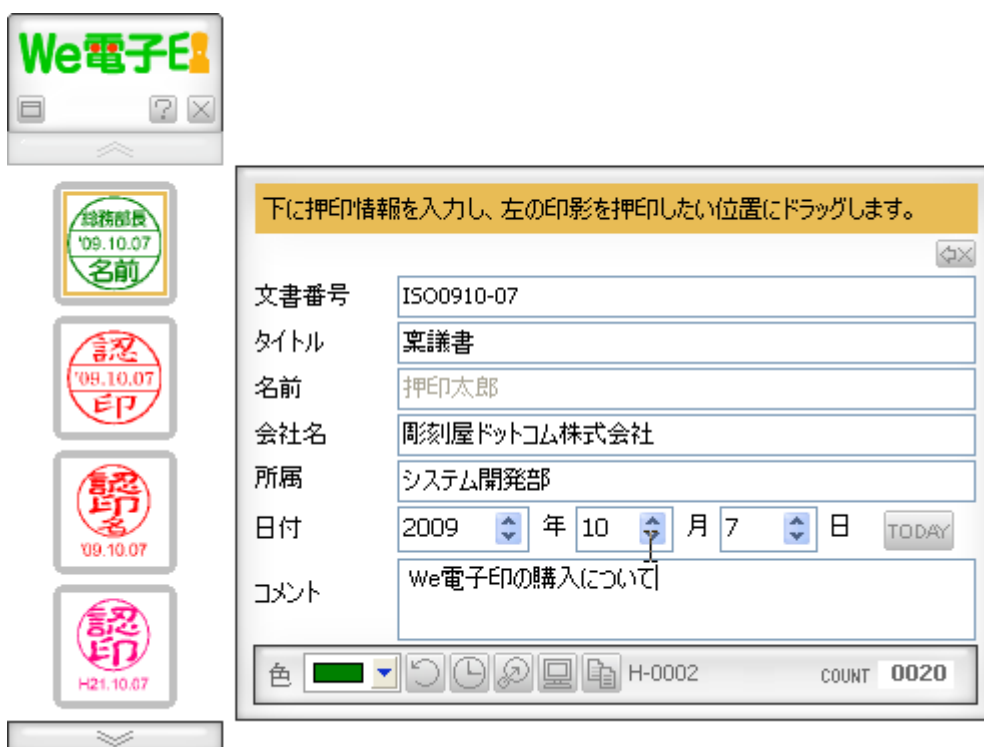 We電子印
総務部長
'09.10.07
名前
認
'09.10.07
印
認
印
名
'09.10.07
認
印
H21.10.07
下に押印情報を入力し、左の印影を押印したい位置にドラッグします。
文書番号 ISO0910-07
タイトル 稟議書
名前 押印太郎
会社名 彫刻屋ドットコム株式会社
所属 システム開発部
日付 2009 年 10 月 7 日 TODAY
コメント We電子印の購入について
色 H-0002 COUNT 0020